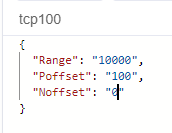 tcp100
{
"Range": "10000",
"Poffset": "100",
"Noffset": "0"
}